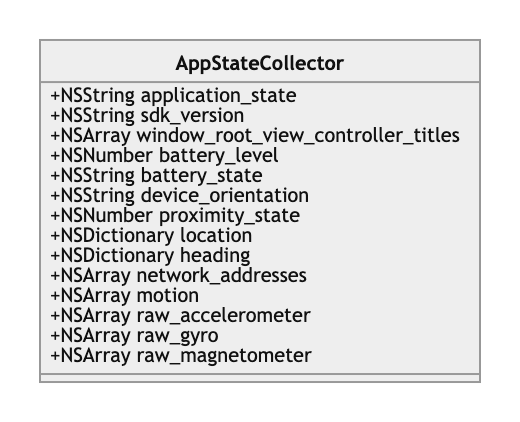 AppStateCollector
+NSString application_state
+NSString sdk_version
+NSArray window_root_view_controller_titles
+NSNumber battery_level
+NSString battery_state
+NSString device_orientation
+NSNumber proximity_state
+NSDictionary location
+NSDictionary heading
+NSArray network_addresses
+NSArray motion
+NSArray raw_accelerometer
+NSArray raw_gyro
+NSArray raw_magnetometer